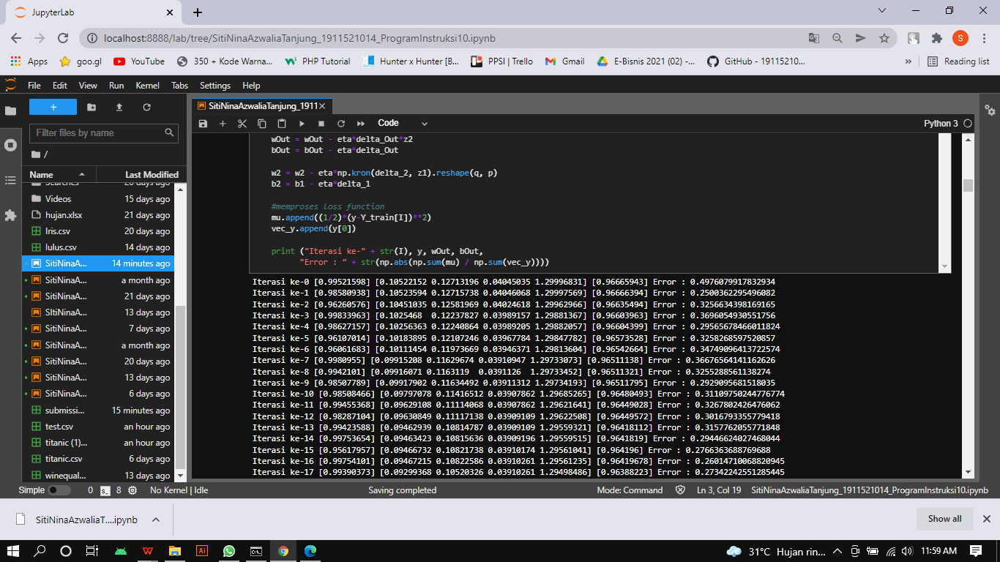 JupyterLab
localhost:8888/lab/tree/SitiNinaAzwaliaTanjung_1911521014_ProgramInstruksi10.ipynb
S
Apps goo.gl YouTube 350 + Kode Warna... PHP Tutorial Hunter x Hunter [B... PPSI | Trello Gmail E-Bisnis 2021 (02) -... GitHub - 19115210... » Reading list
File Edit View Run Kernel Tabs Settings Help
SitiNinaAzwaliaTanjung_1911
Code
Python 3
Filter files by name
/
Name Last Modified
Searches 20 days ago
Videos 15 days ago
hujan.xlsx 21 days ago
Iris.csv 20 days ago
lulus.csv 14 days ago
SitiNinaA... 14 minutes ago
SitiNinaA... a month ago
SitiNinaA... 21 days ago
SItiNinaA... 13 days ago
SitiNinaA... 7 days ago
SitiNinaA... a month ago
SitiNinaA... 20 days ago
SitiNinaA... 13 days ago
SitiNinaA... 6 days ago
submissi... 15 minutes ago
test.csv an hour ago
titanic (1)... an hour ago
titanic.csv 6 days ago
winequal... 13 days ago
wOut = wOut - eta*delta_Out*z2
bOut = bOut - eta*delta_Out
w2 = w2 - eta*np.kron(delta_2, z1).reshape(q, p)
b2 = b1 - eta*delta_1
#memproses loss function
mu.append((1/2)*(y-Y_train[I])**2)
vec_y.append(y[0])
print ("Iterasi ke-" + str(I), y, wOut, bOut,
"Error : " + str(np.abs(np.sum(mu) / np.sum(vec_y))))
Iterasi ke-0 [0.99521598] [0.10522152 0.12713196 0.04045035 1.29996831] [0.96665943] Error : 0.4976079917832934
Iterasi ke-1 [0.98580938] [0.10523594 0.12715738 0.04046068 1.29997569] [0.96666394] Error : 0.2500362295496082
Iterasi ke-2 [0.96260576] [0.10451035 0.12581969 0.04024618 1.29962966] [0.96635494] Error : 0.3256634398169165
Iterasi ke-3 [0.99833963] [0.1025468 0.12237827 0.03989157 1.29881367] [0.96603963] Error : 0.3696054930551756
Iterasi ke-4 [0.98627157] [0.10256363 0.12240864 0.03989205 1.29882057] [0.96604399] Error : 0.29565678466011824
Iterasi ke-5 [0.96107014] [0.10183895 0.12107246 0.03967784 1.29847782] [0.96573528] Error : 0.3258268597520857
Iterasi ke-6 [0.96061683] [0.10111454 0.11973669 0.03946371 1.29813604] [0.96542664] Error : 0.34749096413722574
Iterasi ke-7 [0.9980955] [0.09915208 0.11629674 0.03910947 1.29733073] [0.96511138] Error : 0.36676564141162626
Iterasi ke-8 [0.9942101] [0.09916071 0.1163119 0.0391126 1.29733452] [0.96511321] Error : 0.3255288561138274
Iterasi ke-9 [0.98507789] [0.09917902 0.11634492 0.03911312 1.29734193] [0.96511795] Error : 0.2929095681518035
Iterasi ke-10 [0.98508466] [0.09797078 0.11416512 0.03907862 1.29685265] [0.96480493] Error : 0.31109750244776774
Iterasi ke-11 [0.99455368] [0.09629108 0.11114068 0.03907862 1.29621641] [0.96449028] Error : 0.3267802426476062
Iterasi ke-12 [0.98287104] [0.09630849 0.11117138 0.03909109 1.29622508] [0.96449572] Error : 0.3016793355779418
Iterasi ke-13 [0.99423588] [0.09462939 0.10814787 0.03909109 1.29559321] [0.96418112] Error : 0.3157762055771848
Iterasi ke-14 [0.99753654] [0.09463423 0.10815636 0.03909196 1.29559515] [0.9641819] Error : 0.29446624027468044
Iterasi ke-15 [0.95617957] [0.09466732 0.10821738 0.03910174 1.29561041] [0.964196] Error : 0.2766363688769688
Iterasi ke-16 [0.99754101] [0.09467215 0.10822586 0.03910261 1.29561235] [0.96419678] Error : 0.26014710068820945
Iterasi ke-17 [0.99390373] [0.09299368 0.10520326 0.03910261 1.29498486] [0.96388223] Error : 0.27342242551285445
Simple 0 8 No Kernel | Idle Saving completed Mode: Command Ln 3, Col 19 SitiNinaAzwaliaTanjung_1911521014_ProgramInstruksi10.ipynb
SitiNinaAzwaliaT....ipynb
Show all
31°C Hujan rin... 11:59 AM